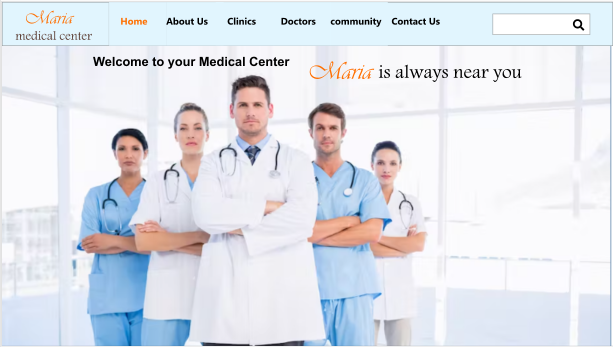 Maria
medical center
Home About Us Clinics Doctors community Contact Us
Welcome to your Medical Center
Maria is always near you